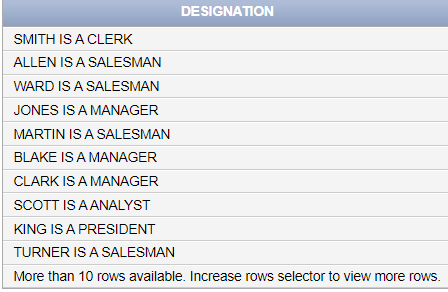 DESIGNATION
SMITH IS A CLERK
ALLEN IS A SALESMAN
WARD IS A SALESMAN
JONES IS A MANAGER
MARTIN IS A SALESMAN
BLAKE IS A MANAGER
CLARK IS A MANAGER
SCOTT IS A ANALYST
KING IS A PRESIDENT
TURNER IS A SALESMAN
More than 10 rows available. Increase rows selector to view more rows.